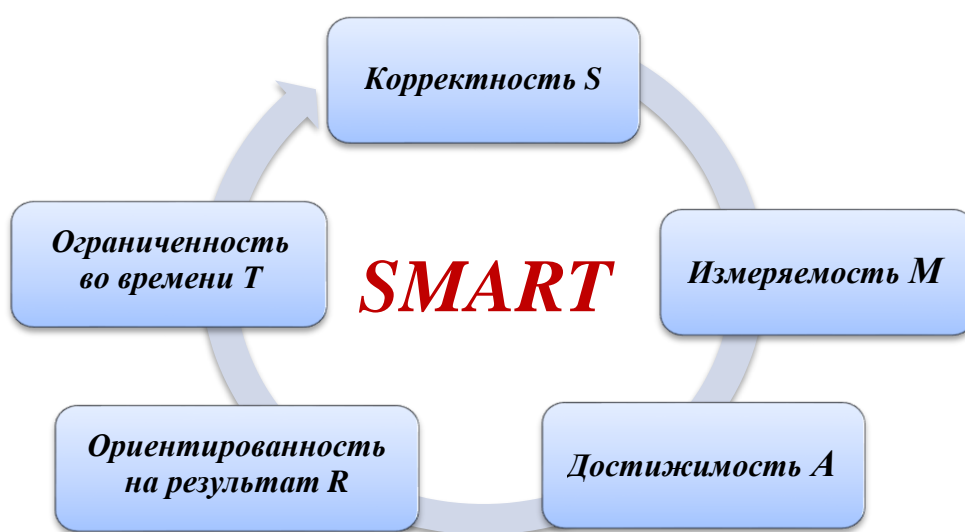 Корректность S
Измеряемость M
Достижимость A
Ориентированность
на результат R
Ограниченность
во времени T
SMART